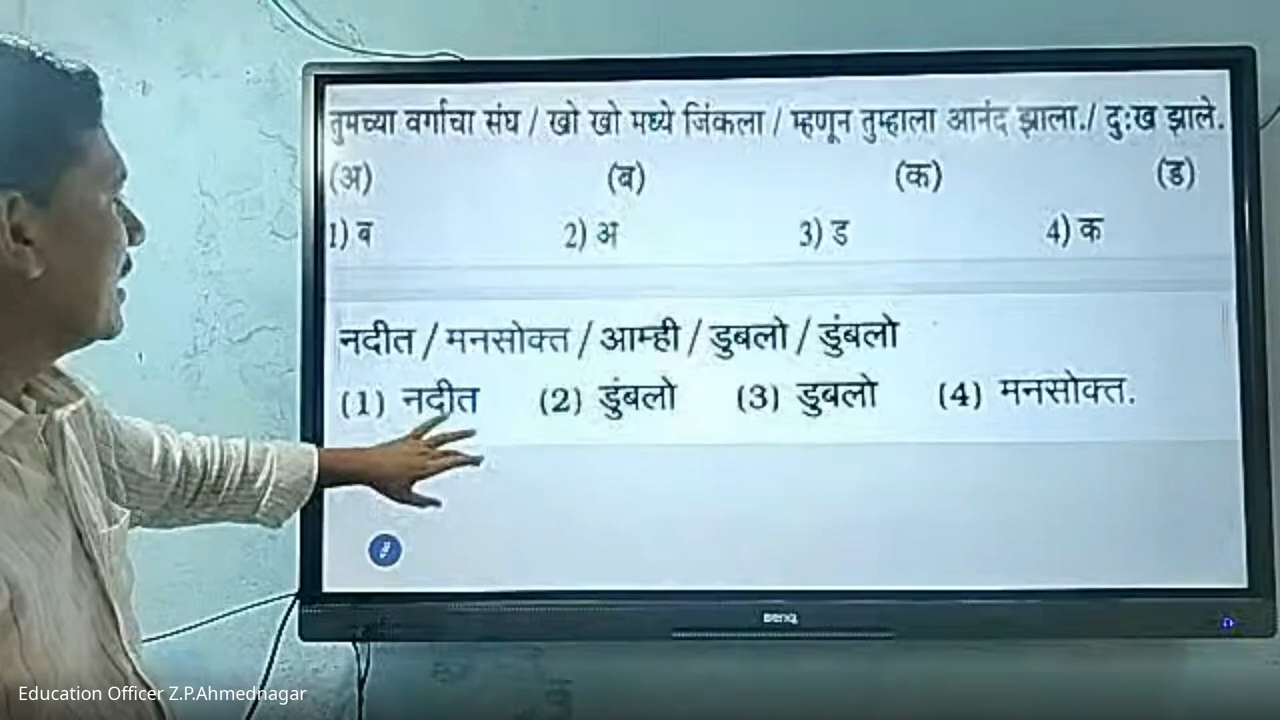 तुमच्या वर्गाचा संघ / खो खो मध्ये जिंकला / म्हणून तुम्हाला आनंद झाला./ दुःख झाले.
(अ) (ब) (क) (ड)
1) ब 2) अ 3) ड 4) क
नदीत / मनसोक्त / आम्ही / डुबलो / डुंबलो
(1) नदीत (2) डुंबलो (3) डुबलो (4) मनसोक्त.
BenQ
Education Officer Z.P.Ahmednagar